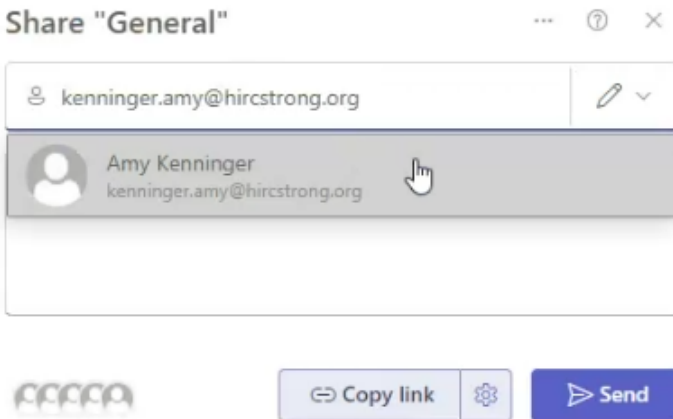 Share "General"
kenninger.amy@hircstrong.org
Amy Kenninger
kenninger.amy@hircstrong.org
Copy link
Send